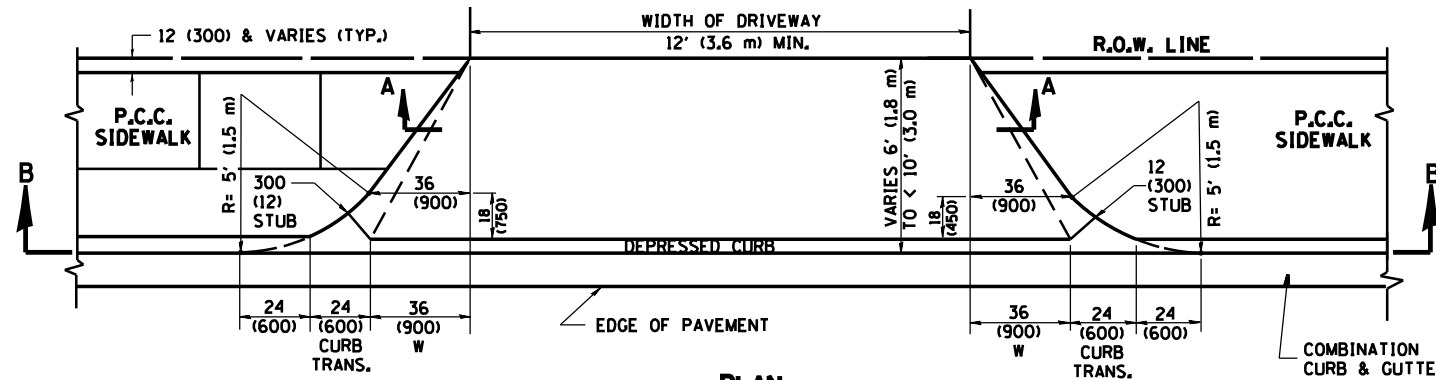 WIDTH OF DRIVEWAY
12' (3.6 m) MIN.
12 (300) & VARIES (TYP.)
R.O.W. LINE
A
A
P.C.C.
SIDEWALK
P.C.C.
SIDEWALK
B
B
R= 5' (1.5 m)
300
(12)
STUB
36
(900)
18
(750)
VARIES 6' (1.8 m)
TO < 10' (3.0 m)
18
(450)
36
(900)
12
(300)
STUB
R= 5' (1.5 m)
DEPRESSED CURB
24
(600)
24
(600)
CURB
TRANS.
36
(900)
W
EDGE OF PAVEMENT
36
(900)
W
24
(600)
CURB
TRANS.
24
(600)
COMBINATION
CURB & GUTTE